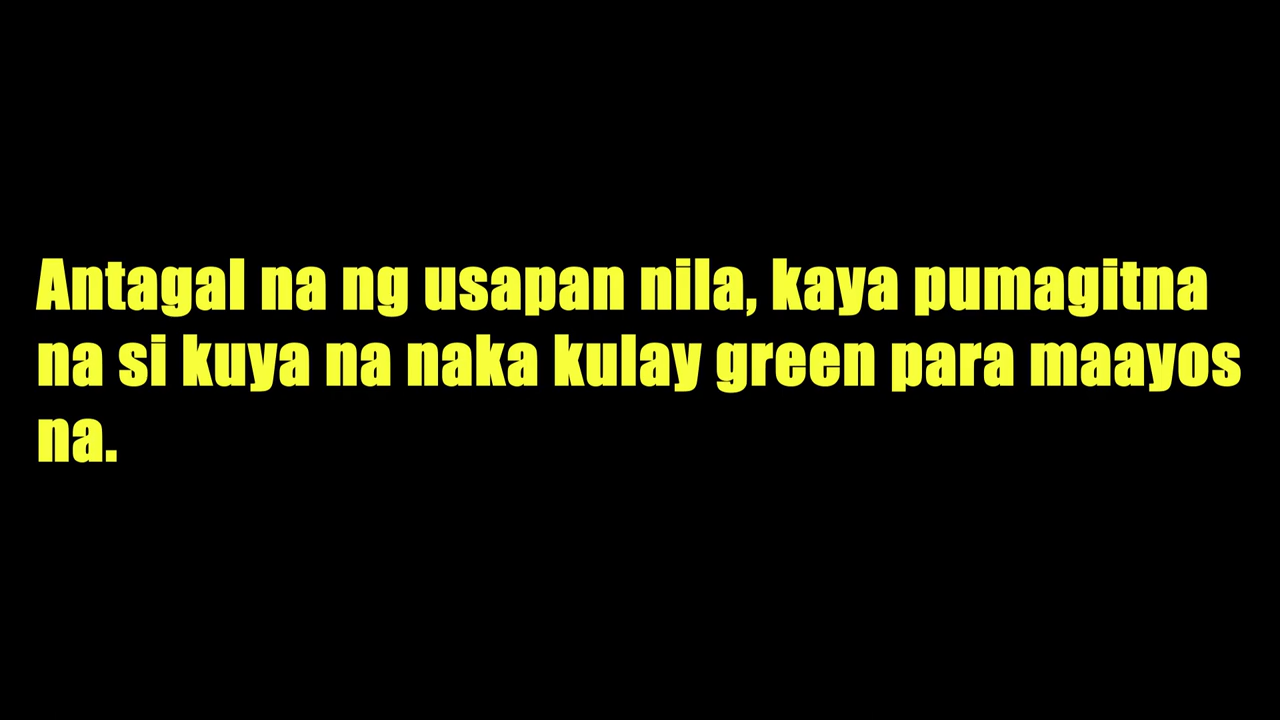 Antagal na ng usapan nila, kaya pumagitna
na si kuya na naka kulay green para maayos
na.